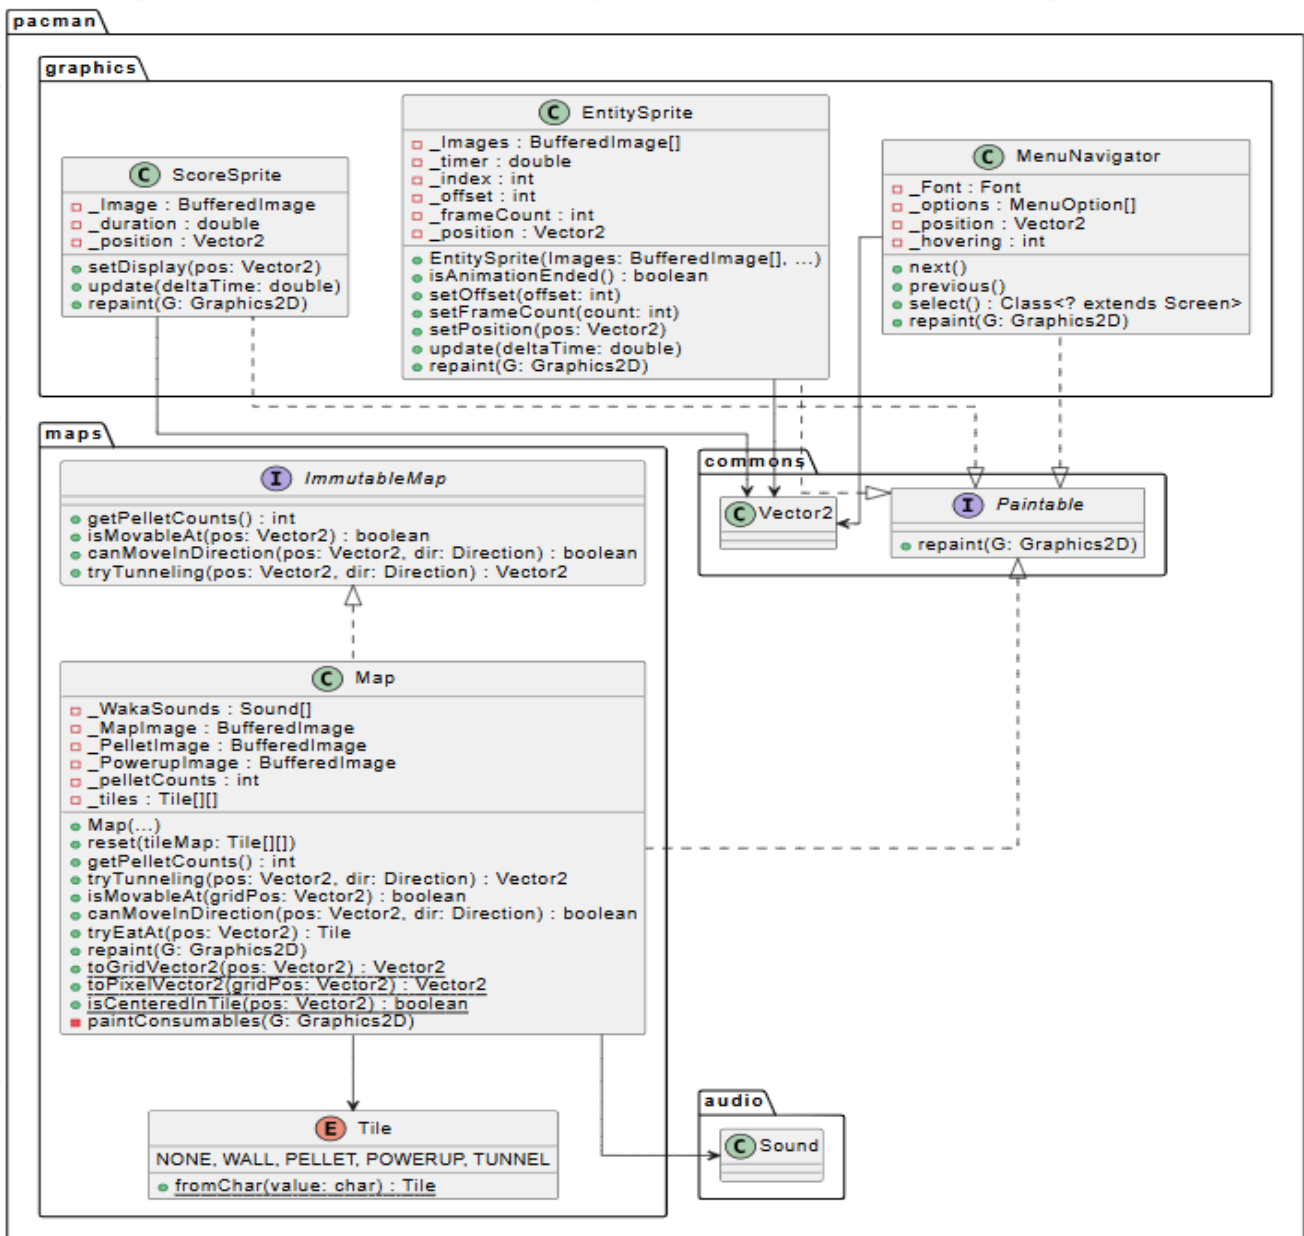 pacman
graphics
C ScoreSprite
_Image : BufferedImage
_duration : double
_position : Vector2
setDisplay(pos: Vector2)
update(deltaTime: double)
repaint(G: Graphics2D)
C EntitySprite
_Images : BufferedImage[]
_timer : double
_index : int
_offset : int
_frameCount : int
_position : Vector2
EntitySprite(Images: BufferedImage[], ...)
isAnimationEnded() : boolean
setOffset(offset: int)
setFrameCount(count: int)
setPosition(pos: Vector2)
update(deltaTime: double)
repaint(G: Graphics2D)
C MenuNavigator
_Font : Font
_options : MenuOption[]
_position : Vector2
_hovering : int
next()
previous()
select() : Class<? extends Screen>
repaint(G: Graphics2D)
maps
I ImmutableMap
getPelletCounts() : int
isMovableAt(pos: Vector2) : boolean
canMoveInDirection(pos: Vector2, dir: Direction) : boolean
tryTunneling(pos: Vector2, dir: Direction) : Vector2
commons
C Vector2
I Paintable
repaint(G: Graphics2D)
C Map
_WakaSounds : Sound[]
_MapImage : BufferedImage
_PelletImage : BufferedImage
_PowerupImage : BufferedImage
_pelletCounts : int
_tiles : Tile[][]
Map(...)
reset(tileMap: Tile[][])
getPelletCounts() : int
tryTunneling(pos: Vector2, dir: Direction) : Vector2
isMovableAt(gridPos: Vector2) : boolean
canMoveInDirection(pos: Vector2, dir: Direction) : boolean
tryEatAt(pos: Vector2) : Tile
repaint(G: Graphics2D)
toGridVector2(pos: Vector2) : Vector2
toPixelVector2(gridPos: Vector2) : Vector2
isCenteredInTile(pos: Vector2) : boolean
paintConsumables(G: Graphics2D)
E Tile
NONE, WALL, PELLET, POWERUP, TUNNEL
fromChar(value: char) : Tile
audio
C Sound